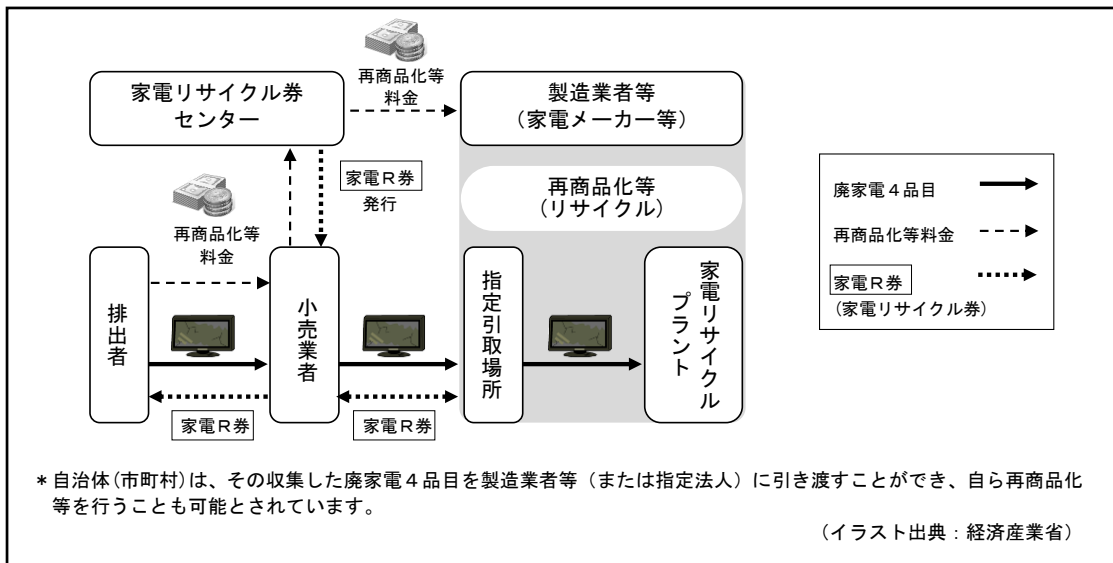 再商品化等
料金
家電リサイクル券
センター
製造業者等
(家電メーカー等)
家電R券
発行
再商品化等
(リサイクル)
再商品化等
料金
排出者
小売業者
指定引取場所
家電リサイクル
プラント
家電R券
家電R券
廃家電4品目
再商品化等料金
家電R券
(家電リサイクル券)
*自治体(市町村)は、その収集した廃家電4品目を製造業者等(または指定法人)に引き渡すことができ、自ら再商品化
等を行うことも可能とされています。
(イラスト出典:経済産業省)